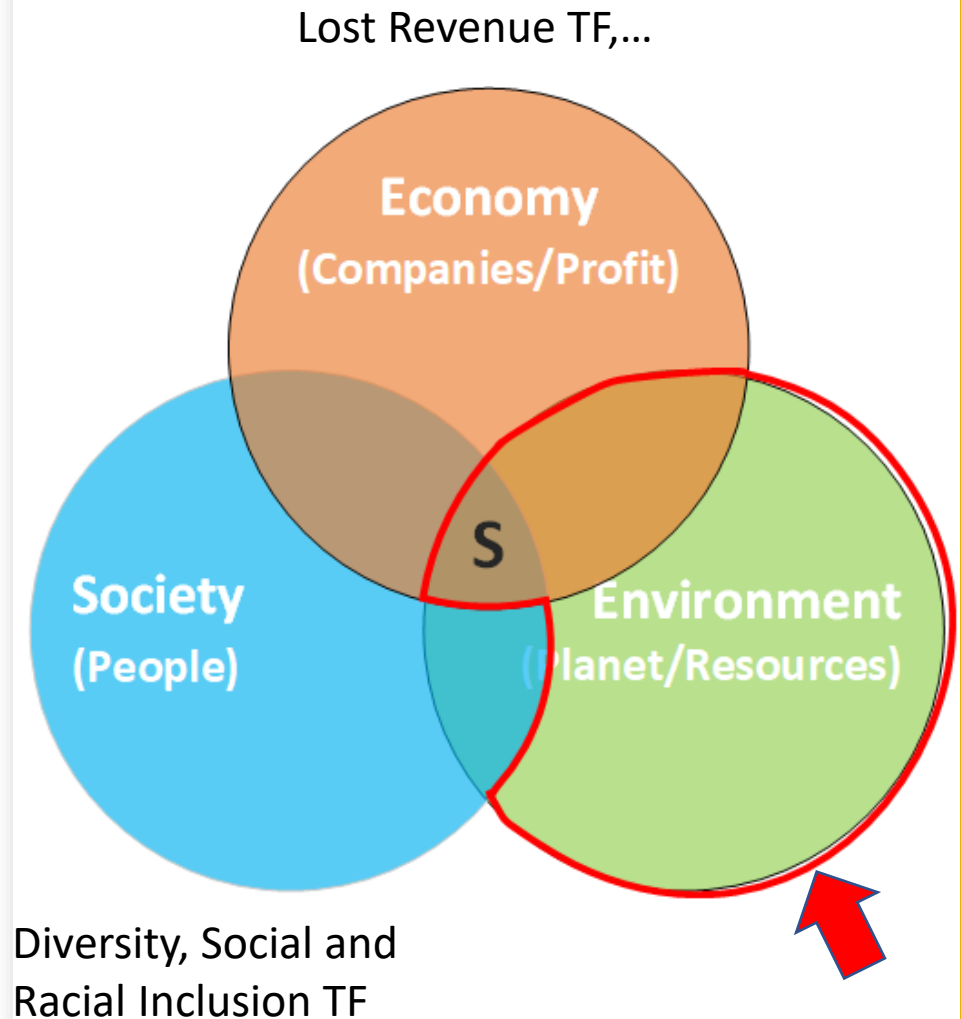 Lost Revenue TF,...
Economy
(Companies/Profit)
S
Society
(People)
Environment
(Planet/Resources)
Diversity, Social and
Racial Inclusion TF